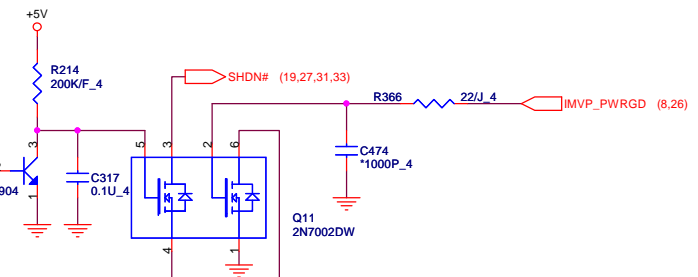 +5V
R214
200K/F_4
SHDN# (19,27,31,33)
R366 22/J_4 IMVP_PWRGD (8,26)
3
5
3
2
6
C474
*1000P_4
904
1
C317
0.1U_4
Q11
2N7002DW
4
1